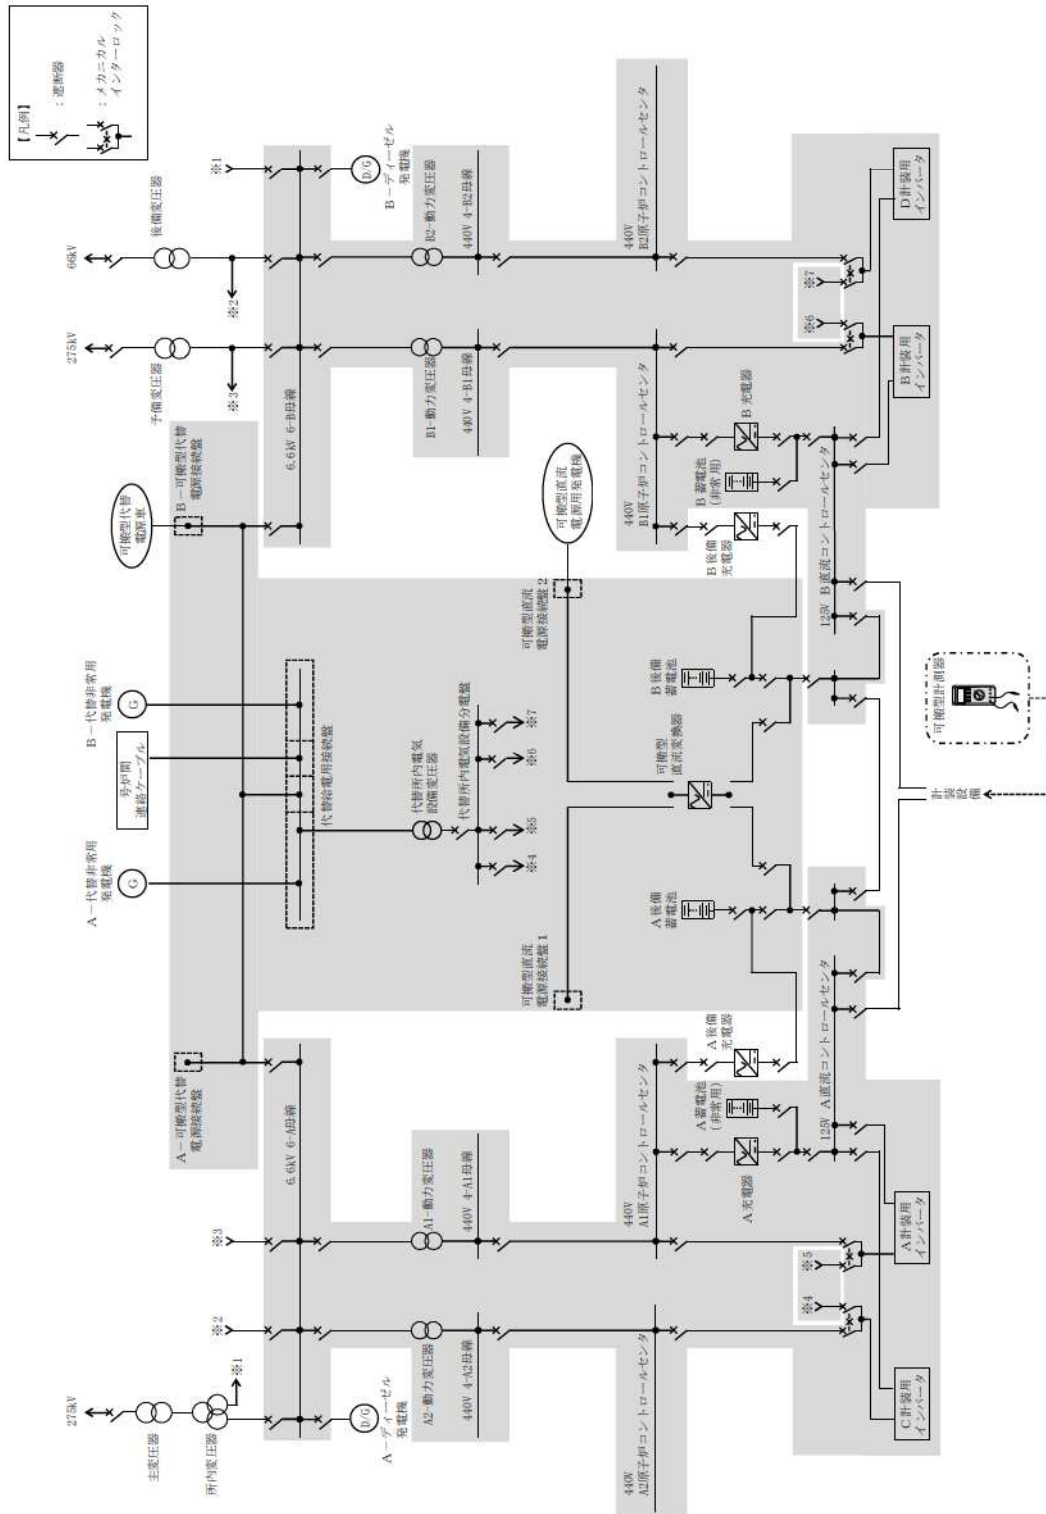 【凡例】
：遮断器
：メカニカル
インターロック
275kV
主変圧器
所内変圧器
※1
※2
※3
A－代替非常用
発電機
号炉間
連絡ケーブル
B－代替非常用
発電機
可搬型代替
電源車
275kV
予備変圧器
※3
66kV
後備変圧器
※2
※1
A－可搬型代替
電源接続盤
B－可搬型代替
電源接続盤
G
G
D/G
A－ディーゼル
発電機
6.6kV 6-A母線
代替給電用接続盤
6.6kV 6-B母線
D/G
B－ディーゼル
発電機
A2-動力変圧器
440V 4-A2母線
A1-動力変圧器
440V 4-A1母線
代替所内電気
設備変圧器
代替所内電気設備分電盤
※4
※5
※6
※7
B1-動力変圧器
440V 4-B1母線
B2-動力変圧器
440V 4-B2母線
可搬型直流
電源接続盤 1
可搬型直流
電源接続盤 2
可搬型直流
電源用発電機
440V
A2原子炉コントロールセンタ
440V
A1原子炉コントロールセンタ
440V
B1原子炉コントロールセンタ
440V
B2原子炉コントロールセンタ
可搬型
直流変換器
A充電器
A蓄電池
(非常用)
A後備
充電器
A後備
蓄電池
B後備
蓄電池
B後備
充電器
B蓄電池
(非常用)
B充電器
※4
※5
※6
※7
125V A直流コントロールセンタ
125V B直流コントロールセンタ
C計装用
インバータ
A計装用
インバータ
B計装用
インバータ
D計装用
インバータ
計装
設備
可搬型計測器